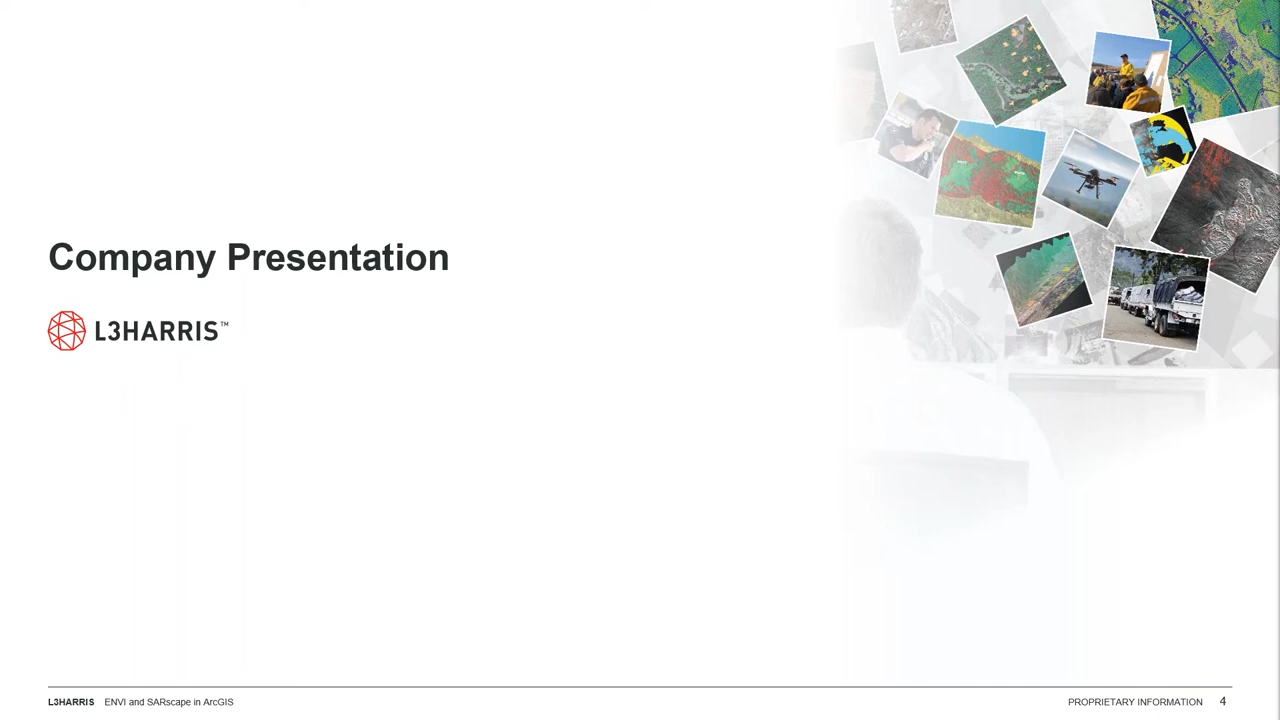 Company Presentation
L3HARRIS™
L3HARRIS ENVI and SARscape in ArcGIS
PROPRIETARY INFORMATION 4